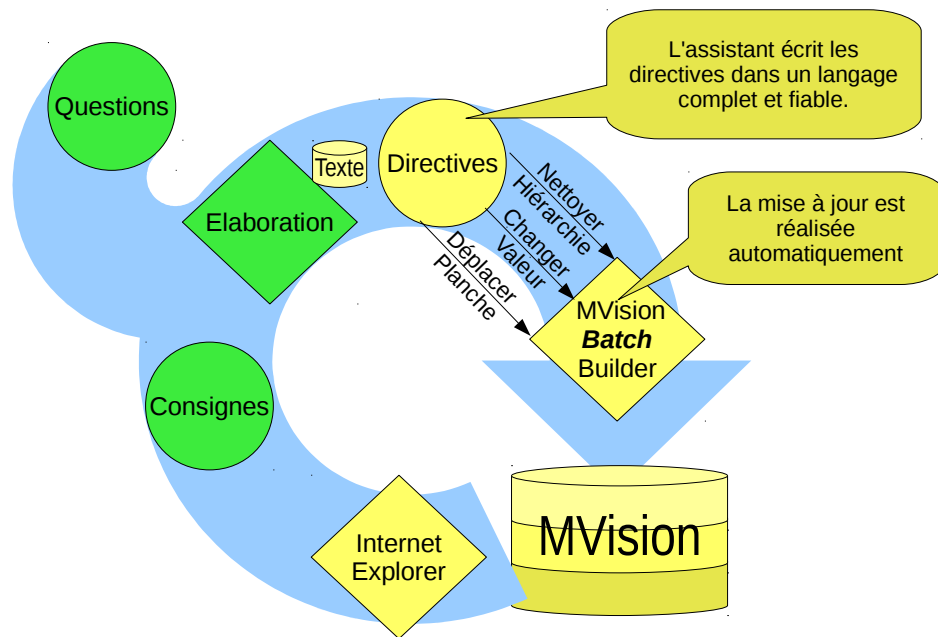 L'assistant écrit les
directives dans un langage
complet et fiable.
Questions
Texte
Directives
Elaboration
Nettoyer
Hiérarchie
Changer
Valeur
Déplacer
Planche
La mise à jour est
réalisée
automatiquement
MVision
Batch
Builder
Consignes
MVision
Internet
Explorer